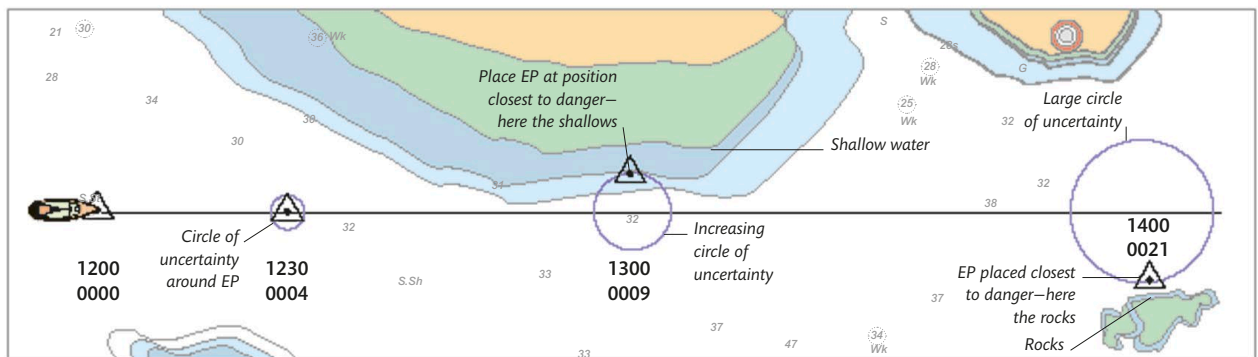 21
30
36 Wk
S
28s
28
Wk
G
28
34
30
38
25
Wk
32
Place EP at position
closest to danger—
here the shallows
Large circle
of uncertainty
Shallow water
31
32
32
38
32
Circle of
uncertainty
around EP
Increasing
circle of
uncertainty
1200
0000
1230
0004
S.Sh
33
1300
0009
1400
0021
EP placed closest
to danger—here
the rocks
Rocks
37
37
47
34
Wk
33